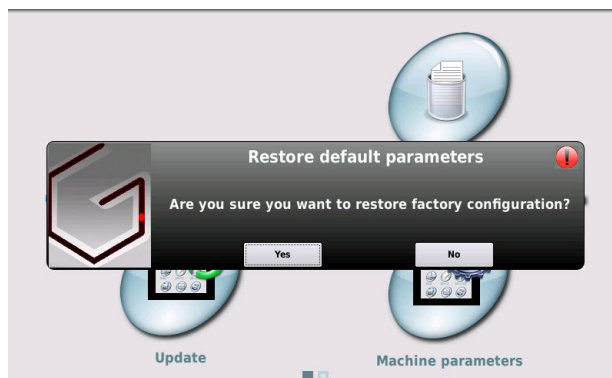 Restore default parameters
Are you sure you want to restore factory configuration?
Yes
No
Update
Machine parameters